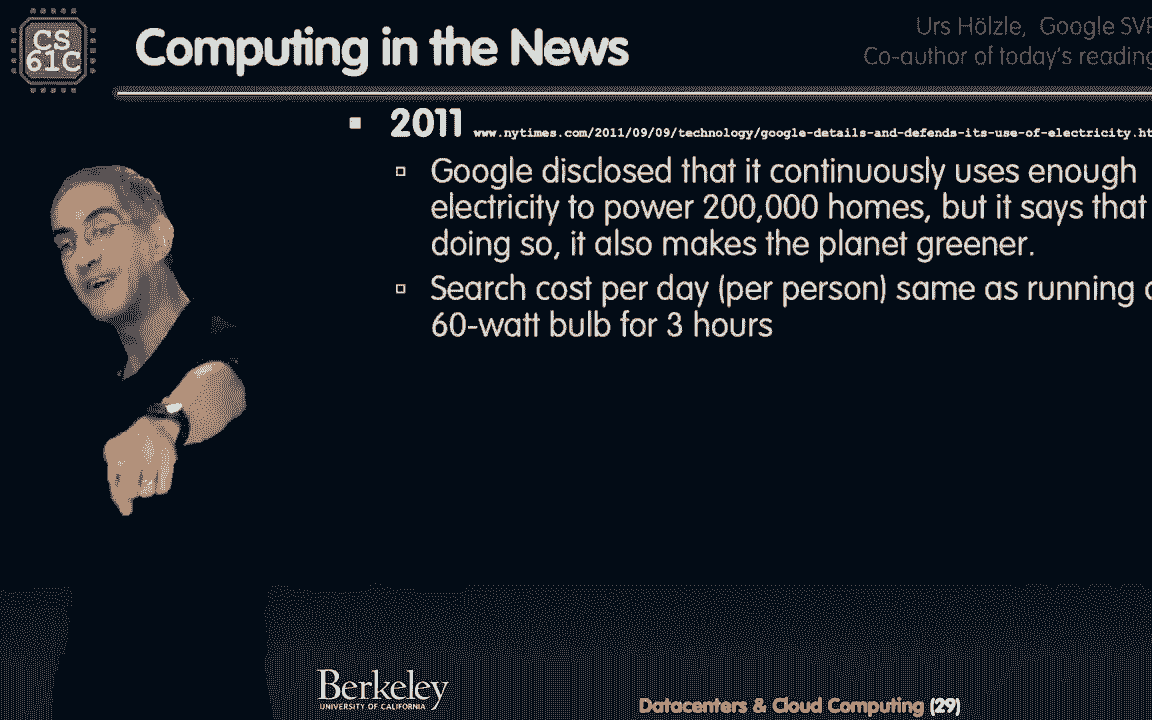 CS
61C
Computing in the News
Urs Hölzle, Google SVP
Co-author of today's reading
2011 www.nytimes.com/2011/09/09/technology/google-details-and-defends-its-use-of-electricity.ht
Google disclosed that it continuously uses enough
electricity to power 200,000 homes, but it says that
doing so, it also makes the planet greener.
Search cost per day (per person) same as running
60-watt bulb for 3 hours
Berkeley
UNIVERSITY OF CALIFORNIA
Datacenters & Cloud Computing (29)